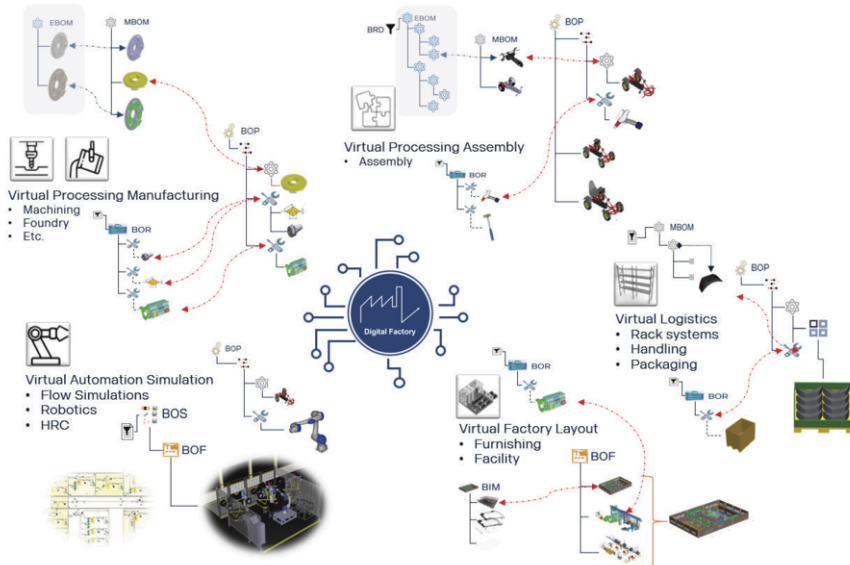 EBOM
MBOM
BOP
Virtual Processing Manufacturing
• Machining
• Foundry
• Etc.
BOR
EBOM
BRD
MBOM
BOP
Virtual Processing Assembly
• Assembly
BOR
Digital Factory
MBOM
BOP
Virtual Logistics
• Rack systems
• Handling
• Packaging
BOR
BOP
Virtual Automation Simulation
• Flow Simulations
• Robotics
• HRC
BOS
BOF
BOR
Virtual Factory Layout
• Furnishing
• Facility
BOF
BIM